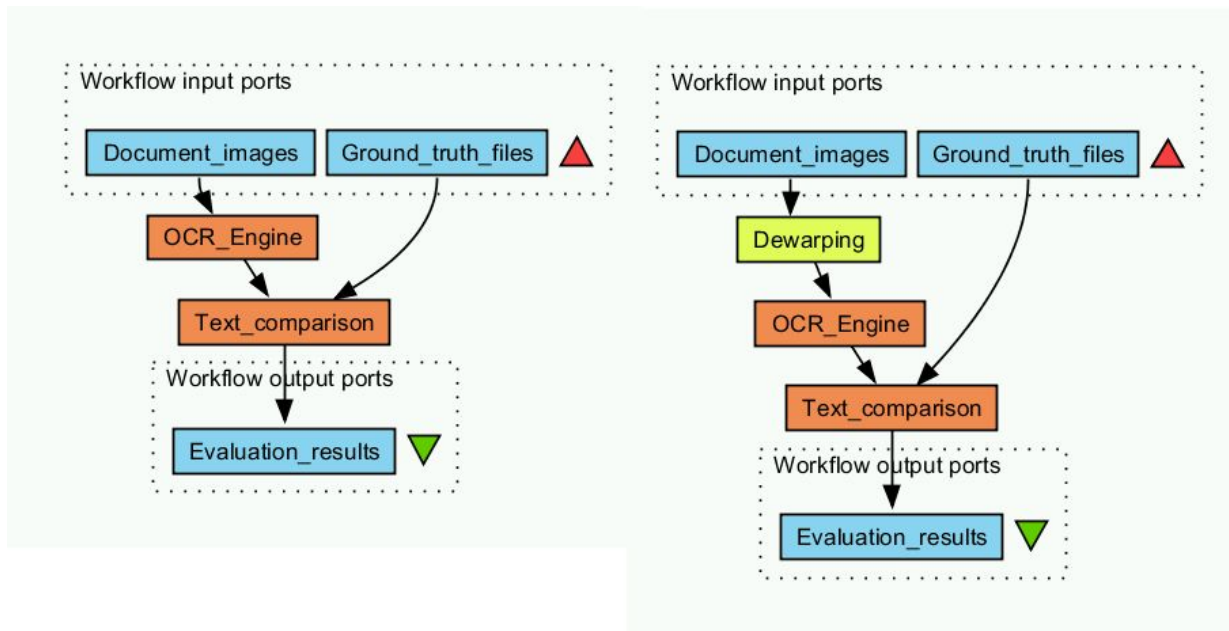 Workflow input ports
Document_images
Ground_truth_files
OCR_Engine
Text_comparison
Workflow output ports
Evaluation_results
Workflow input ports
Document_images
Ground_truth_files
Dewarping
OCR_Engine
Text_comparison
Workflow output ports
Evaluation_results